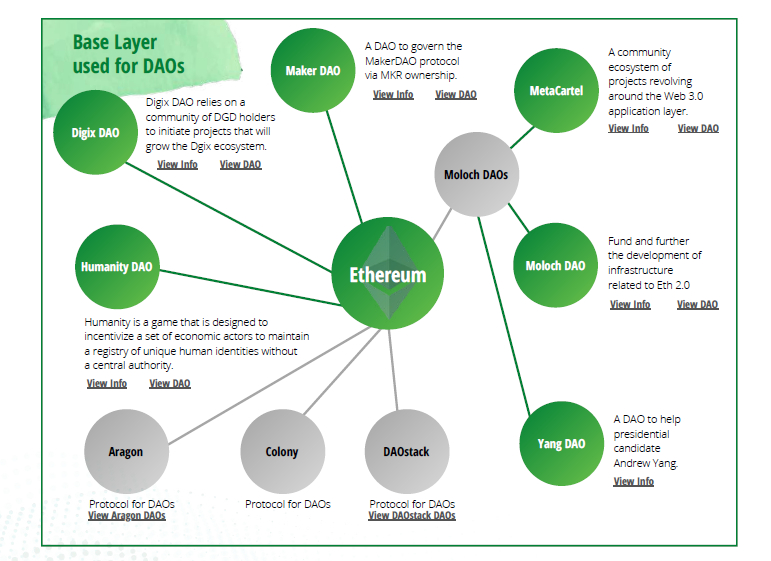 Base Layer
used for DAOs
Maker DAO
A DAO to govern the
MakerDAO protocol
via MKR ownership.
View Info View DAO
MetaCartel
A community
ecosystem of
projects revolving
around the Web 3.0
application layer.
View Info View DAO
Digix DAO
Digix DAO relies on a
community of DGD holders
to initiate projects that will
grow the Dgix ecosystem.
View Info View DAO
Moloch DAOs
Humanity DAO
Ethereum
Moloch DAO
Fund and further
the development of
infrastructure
related to Eth 2.0
View Info View DAO
Humanity is a game that is designed to
incentivize a set of economic actors to maintain
a registry of unique human identities without
a central authority.
View Info View DAO
Aragon
Protocol for DAOs
View Aragon DAOs
Colony
Protocol for DAOs
DAOstack
Protocol for DAOs
View DAOstack DAOs
Yang DAO
A DAO to help
presidential
candidate
Andrew Yang.
View Info